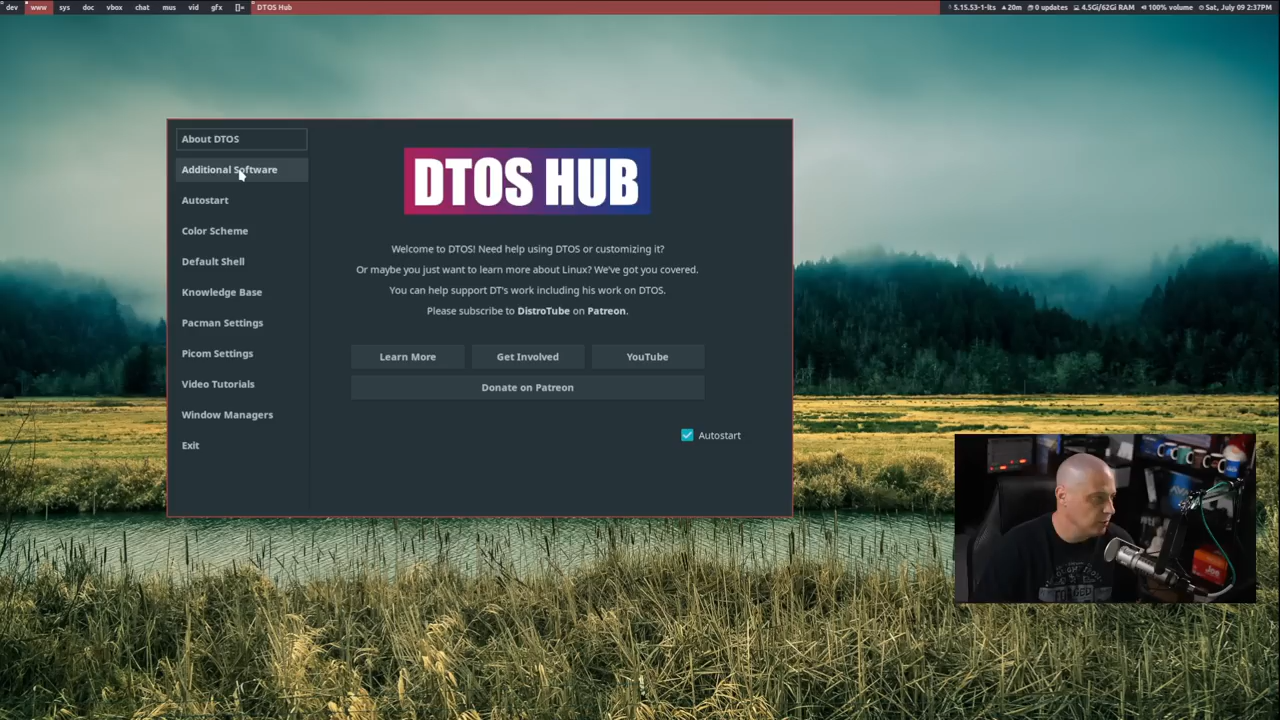 dev www sys doc vbox chat mus vid gfx []= DTOS Hub 5.15.53-1-lts 20m 0 updates 4.5Gi/62Gi RAM 100% volume Sat, July 09 2:37PM
About DTOS
Additional Software
Autostart
Color Scheme
Default Shell
Knowledge Base
Pacman Settings
Picom Settings
Video Tutorials
Window Managers
Exit
DTOS HUB
Welcome to DTOS! Need help using DTOS or customizing it?
Or maybe you just want to learn more about Linux? We've got you covered.
You can help support DT's work including his work on DTOS.
Please subscribe to DistroTube on Patreon.
Learn More Get Involved YouTube
Donate on Patreon
Autostart